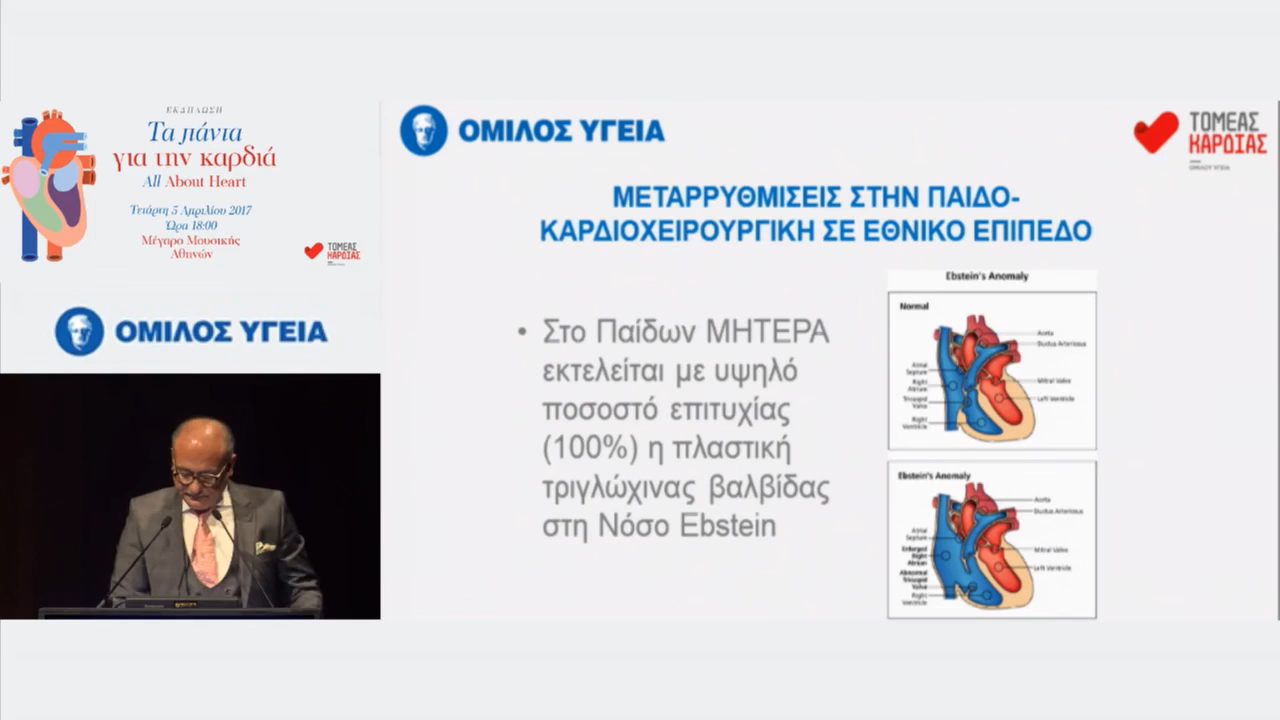 ΕΚΔΗΛΩΣΗ
Τα πάντα
για την καρδιά
All About Heart
Τετάρτη 5 Απριλίου 2017
Ώρα 18:00
Μέγαρο Μουσικής
Αθηνών
ΤΟΜΕΑΣ
ΚΑΡΔΙΑΣ
ΟΜΙΛΟΣ ΥΓΕΙΑ
ΟΜΙΛΟΣ ΥΓΕΙΑ
ΤΟΜΕΑΣ
ΚΑΡΔΙΑΣ
ΟΜΙΛΟΥ ΥΓΕΙΑ
ΜΕΤΑΡΡΥΘΜΙΣΕΙΣ ΣΤΗΝ ΠΑΙΔΟ-
ΚΑΡΔΙΟΧΕΙΡΟΥΡΓΙΚΗ ΣΕ ΕΘΝΙΚΟ ΕΠΙΠΕΔΟ
• Στο Παίδων ΜΗΤΕΡΑ
εκτελείται με υψηλό
ποσοστό επιτυχίας
(100%) η πλαστική
τριγλώχινας βαλβίδας
στη Νόσο Ebstein
Ebstein's Anomaly
Normal
Aorta
Ductus Arteriosus
Atrial
Septum
Right
Atrium
Tricuspid
Valve
Right
Ventricle
Mitral Valve
Left Ventricle
Ebstein's Anomaly
Aorta
Ductus Arteriosus
Atrial
Septum
Enlarged
Right
Atrium
Abnormal
Tricuspid
Valve
Right
Ventricle
Mitral Valve
Left Ventricle